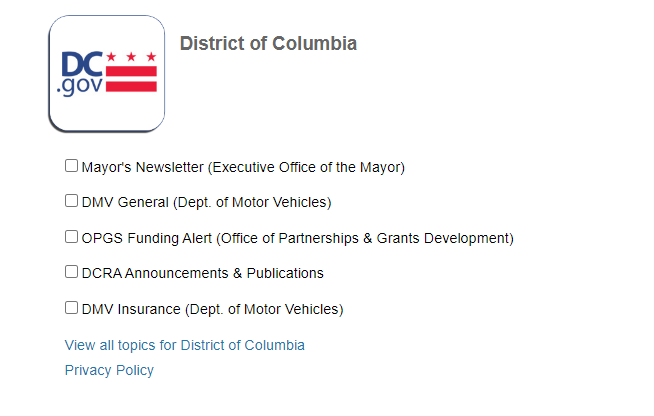 DC
.gov
District of Columbia
Mayor's Newsletter (Executive Office of the Mayor)
DMV General (Dept. of Motor Vehicles)
OPGS Funding Alert (Office of Partnerships & Grants Development)
DCRA Announcements & Publications
DMV Insurance (Dept. of Motor Vehicles)
View all topics for District of Columbia
Privacy Policy